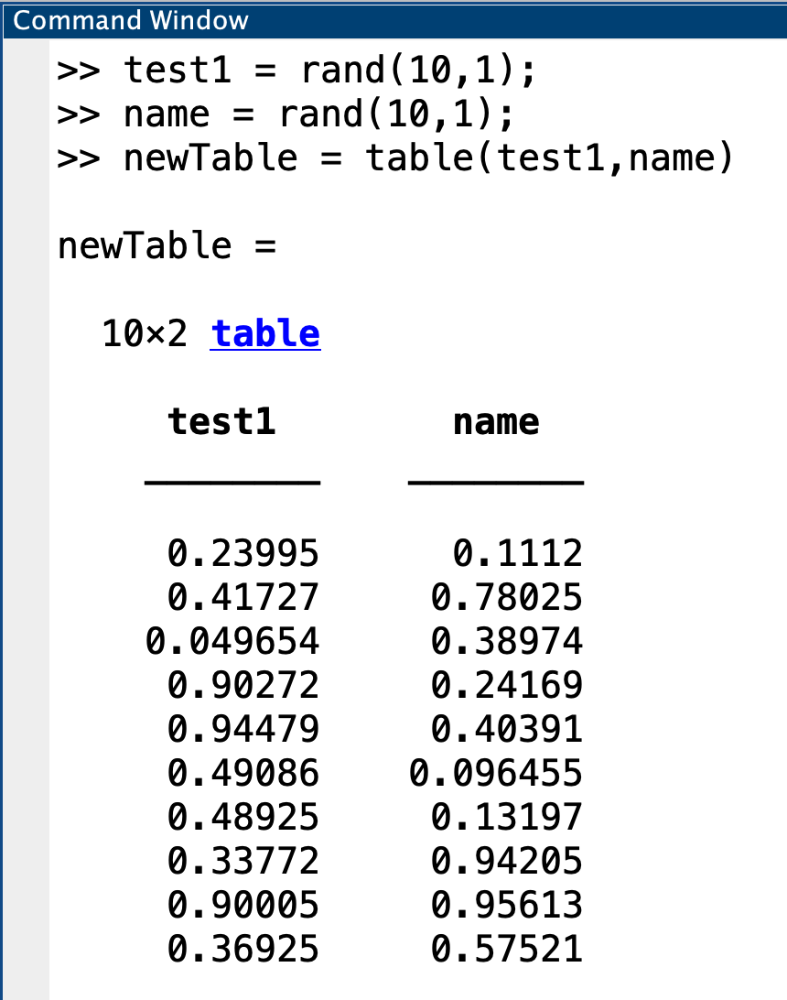 Command Window
>> test1 = rand(10,1);
>> name = rand(10,1);
>> newTable = table(test1,name)
newTable =
10×2 table
test1 name
0.23995 0.1112
0.41727 0.78025
0.049654 0.38974
0.90272 0.24169
0.94479 0.40391
0.49086 0.096455
0.48925 0.13197
0.33772 0.94205
0.90005 0.95613
0.36925 0.57521